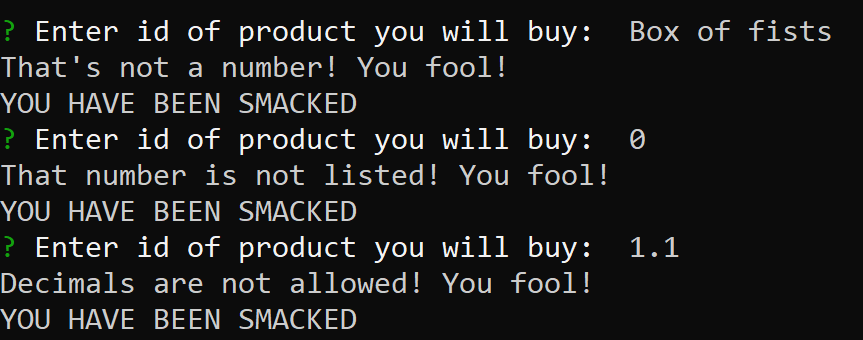 ? Enter id of product you will buy:  Box of fists
That's not a number! You fool!
YOU HAVE BEEN SMACKED
? Enter id of product you will buy:  0
That number is not listed! You fool!
YOU HAVE BEEN SMACKED
? Enter id of product you will buy:  1.1
Decimals are not allowed! You fool!
YOU HAVE BEEN SMACKED